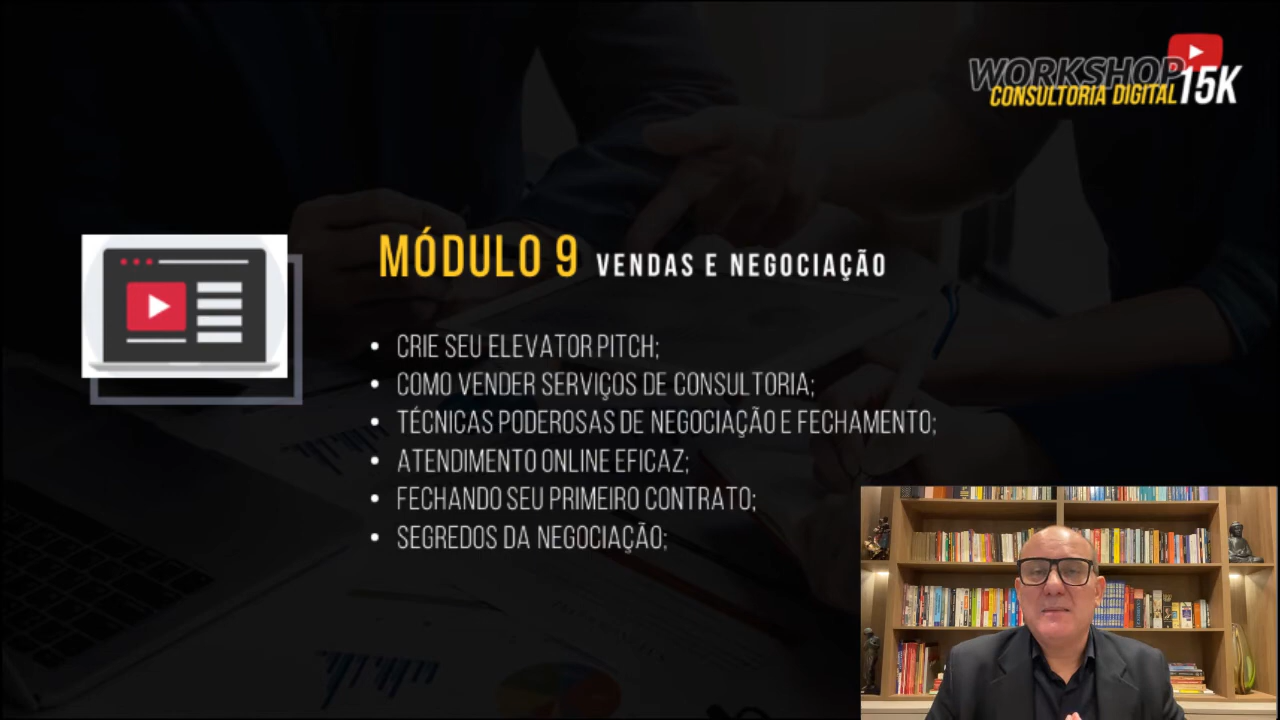 WORKSHOP
CONSULTORIA DIGITAL 15K
MÓDULO 9 VENDAS E NEGOCIAÇÃO
• CRIE SEU ELEVATOR PITCH;
• COMO VENDER SERVIÇOS DE CONSULTORIA;
• TÉCNICAS PODEROSAS DE NEGOCIAÇÃO E FECHAMENTO;
• ATENDIMENTO ONLINE EFICAZ;
• FECHANDO SEU PRIMEIRO CONTRATO;
• SEGREDOS DA NEGOCIAÇÃO;